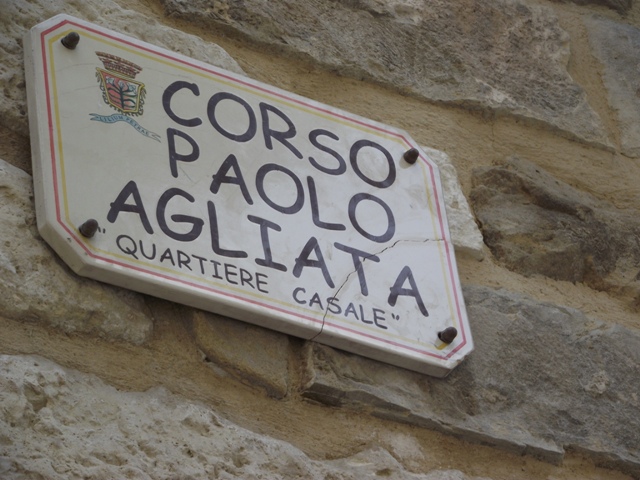 CORSO
PAOLO
AGLIATA
"QUARTIERE CASALE"